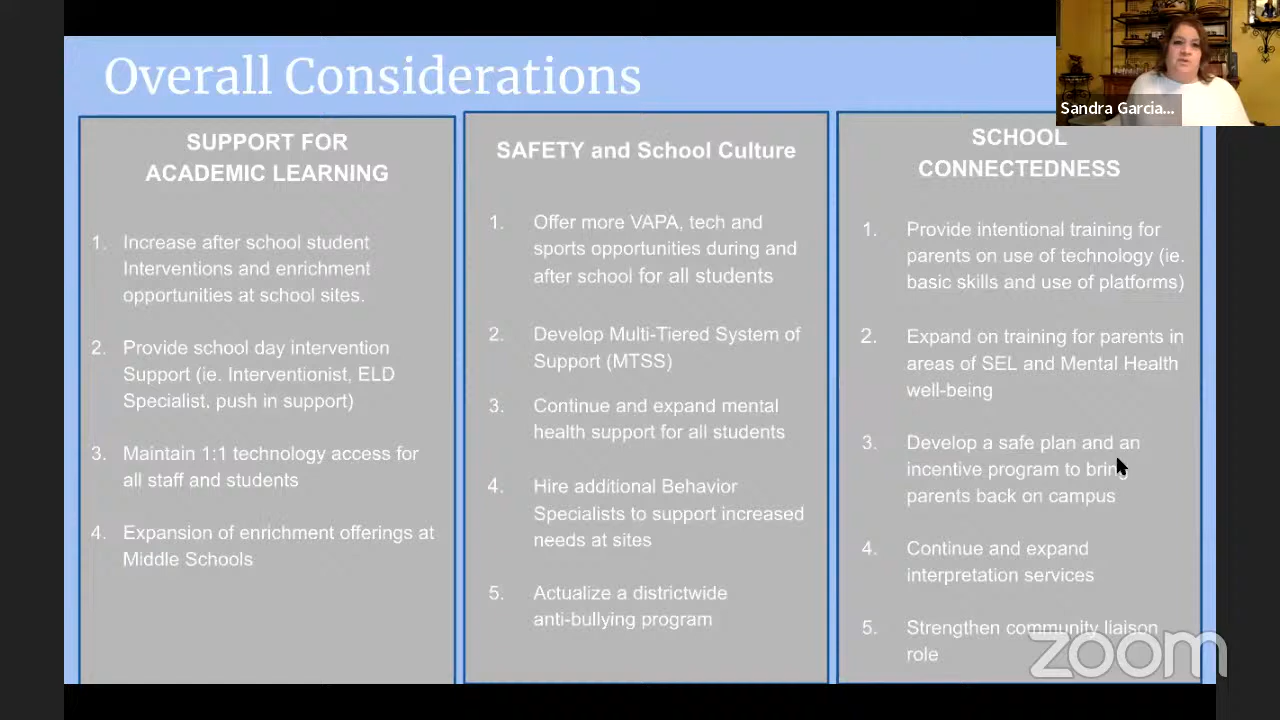 Overall Considerations
Sandra Garcia...
SUPPORT FOR
ACADEMIC LEARNING
1. Increase after school student
Interventions and enrichment
opportunities at school sites.
2. Provide school day intervention
Support (ie. Interventionist, ELD
Specialist, push in support)
3. Maintain 1:1 technology access for
all staff and students
4. Expansion of enrichment offerings at
Middle Schools
SAFETY and School Culture
1. Offer more VAPA, tech and
sports opportunities during and
after school for all students
2. Develop Multi-Tiered System of
Support (MTSS)
3. Continue and expand mental
health support for all students
4. Hire additional Behavior
Specialists to support increased
needs at sites
5. Actualize a districtwide
anti-bullying program
SCHOOL
CONNECTEDNESS
1. Provide intentional training for
parents on use of technology (ie.
basic skills and use of platforms)
2. Expand on training for parents in
areas of SEL and Mental Health
well-being
3. Develop a safe plan and an
incentive program to bring
parents back on campus
4. Continue and expand
interpretation services
5. Strengthen community liaison
role
zoom